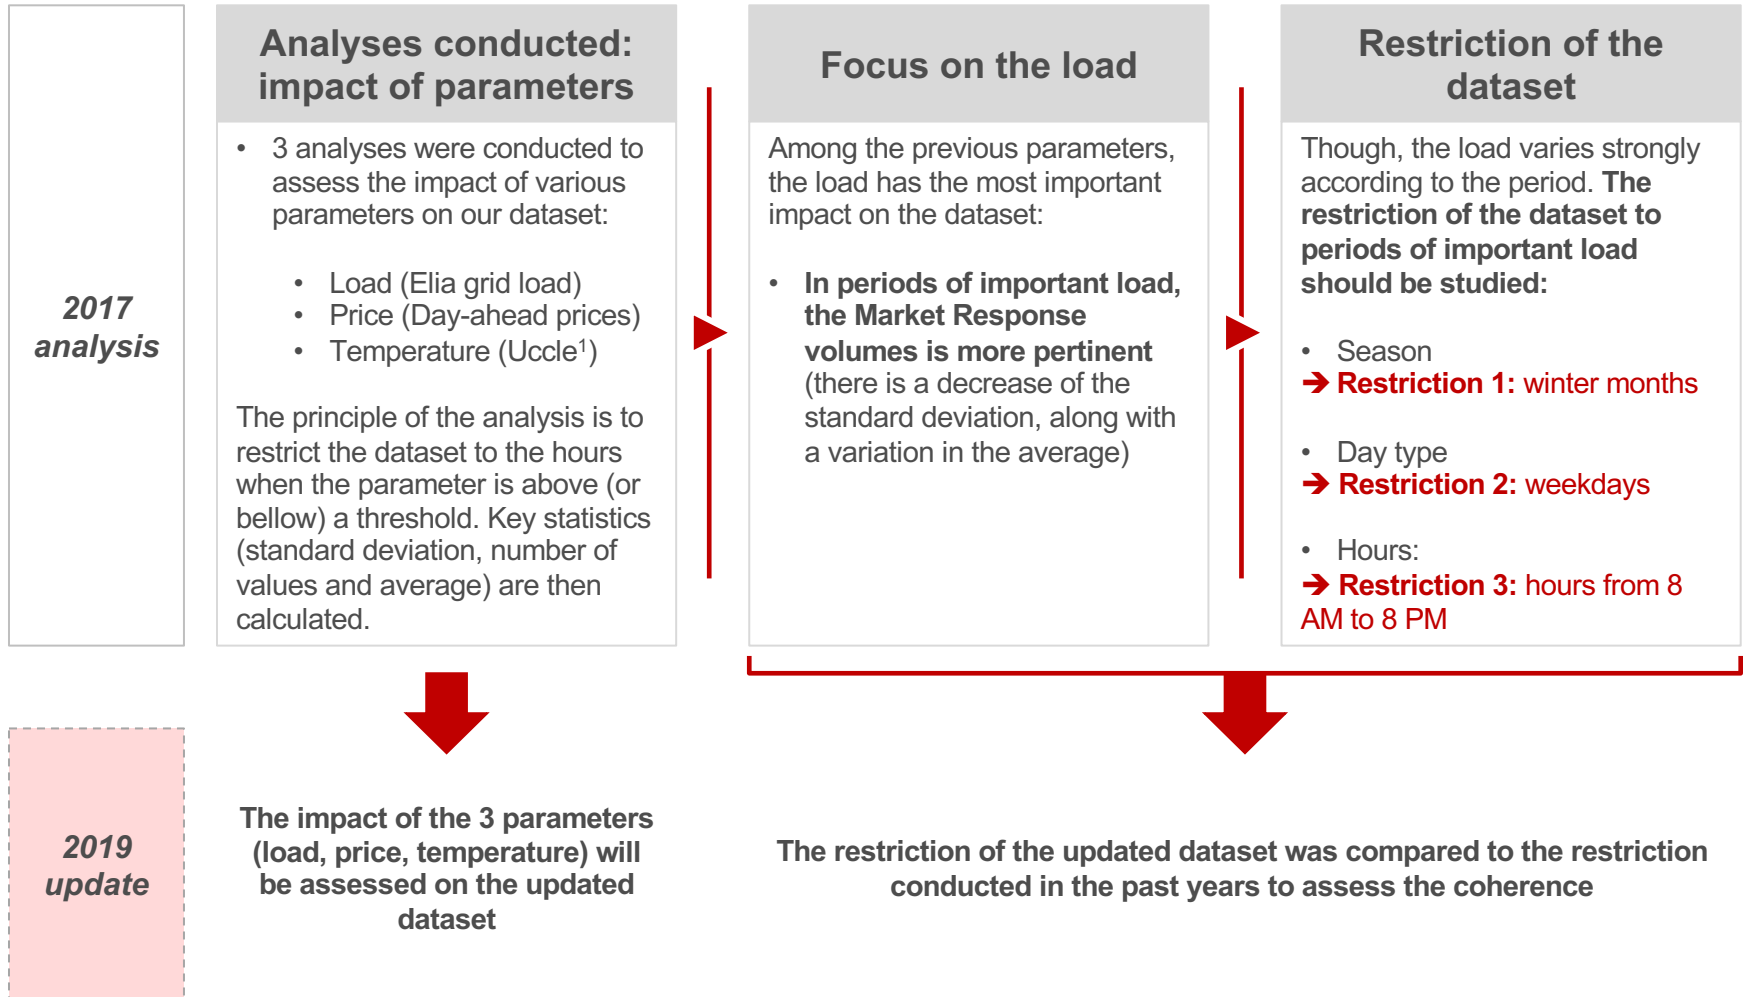 2017
analysis
Analyses conducted:
impact of parameters
• 3 analyses were conducted to
assess the impact of various
parameters on our dataset:
• Load (Elia grid load)
• Price (Day-ahead prices)
• Temperature (Uccle¹)
The principle of the analysis is to
restrict the dataset to the hours
when the parameter is above (or
bellow) a threshold. Key statistics
(standard deviation, number of
values and average) are then
calculated.
Focus on the load
Among the previous parameters,
the load has the most important
impact on the dataset:
• In periods of important load,
the Market Response
volumes is more pertinent
(there is a decrease of the
standard deviation, along with
a variation in the average)
Restriction of the
dataset
Though, the load varies strongly
according to the period. The
restriction of the dataset to
periods of important load
should be studied:
• Season
➔ Restriction 1: winter months
• Day type
➔ Restriction 2: weekdays
• Hours:
➔ Restriction 3: hours from 8
AM to 8 PM
2019
update
The impact of the 3 parameters
(load, price, temperature) will
be assessed on the updated
dataset
The restriction of the updated dataset was compared to the restriction
conducted in the past years to assess the coherence